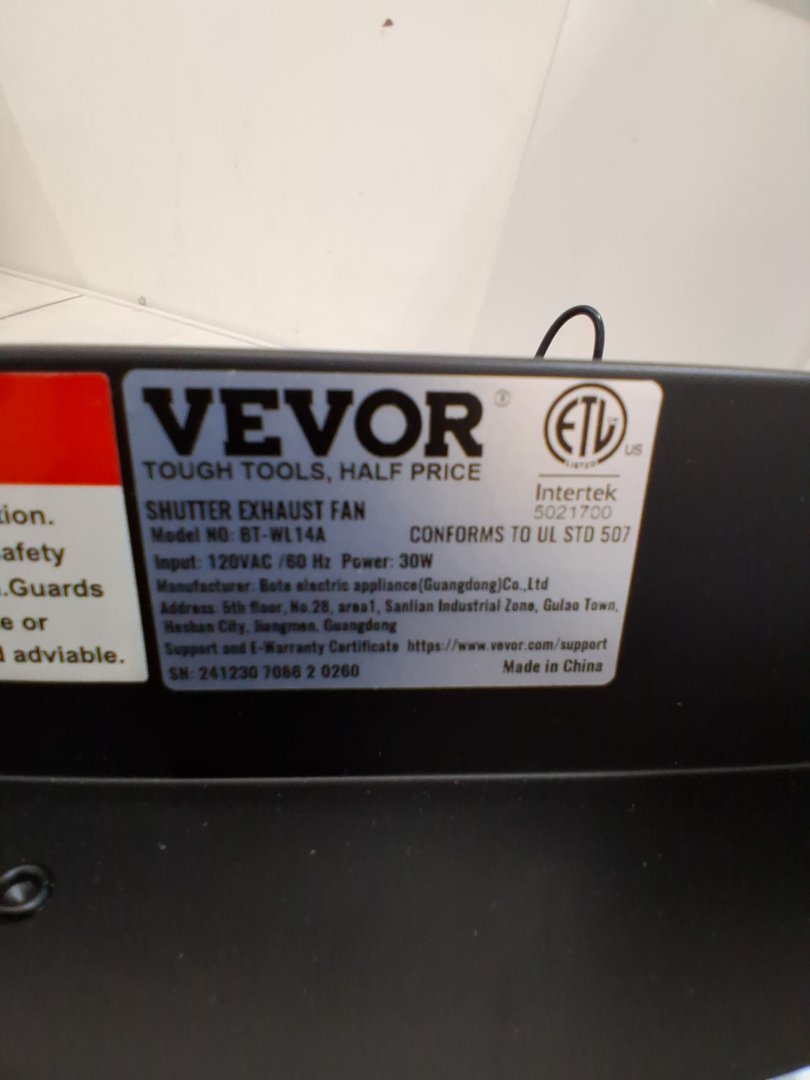 tion.
safety
.Guards
e or
d adviable.
VEVOR®
TOUGH TOOLS, HALF PRICE
ETL
LISTED
US
Intertek
5021700
SHUTTER EXHAUST FAN
Model NO: BT-WL14A
CONFORMS TO UL STD 507
Input: 120VAC /60 Hz Power: 30W
Manufacturer: Bote electric appliance(Guangdong)Co.,Ltd
Address: 5th floor, No.28, area1, Sanlian Industrial Zone, Gulao Town,
Heshan City, Jiangmen, Guangdong
Support and E-Warranty Certificate https://www.vevor.com/support
SN: 241230 7086 2 0260
Made in China